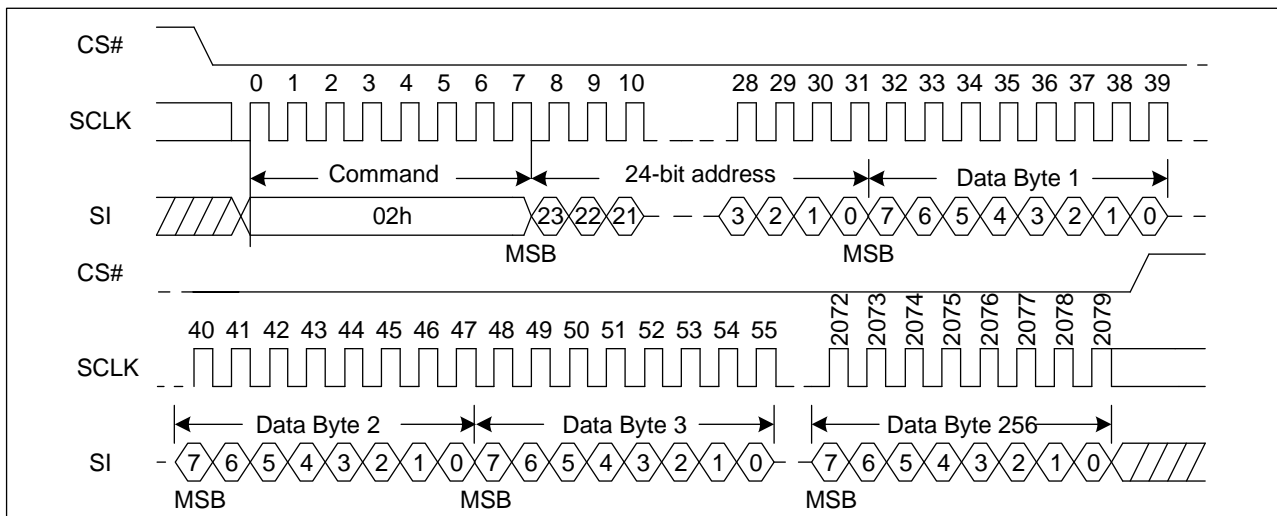 CS#
0 1 2 3 4 5 6 7 8 9 10 28 29 30 31 32 33 34 35 36 37 38 39
SCLK
Command 24-bit address Data Byte 1
SI 02h 23 22 21 3 2 1 0 7 6 5 4 3 2 1 0
MSB MSB
CS#
40 41 42 43 44 45 46 47 48 49 50 51 52 53 54 55 2072 2073 2074 2075 2076 2077 2078 2079
SCLK
Data Byte 2 Data Byte 3 Data Byte 256
SI 7 6 5 4 3 2 1 0 7 6 5 4 3 2 1 0 7 6 5 4 3 2 1 0
MSB MSB MSB